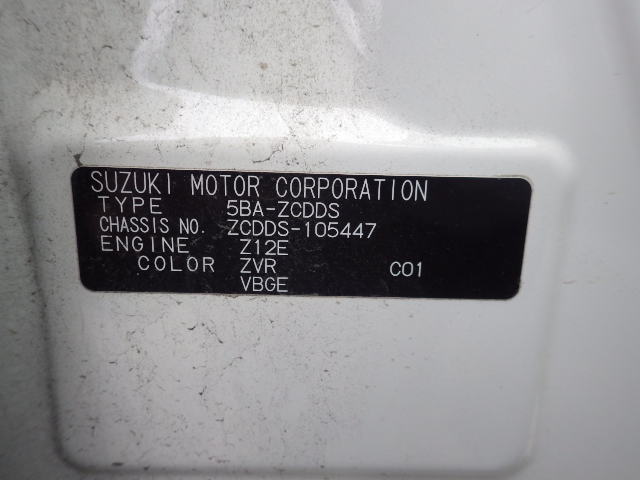 SUZUKI MOTOR CORPORATION
TYPE 5BA-ZCDDS
CHASSIS NO. ZCDDS-105447
ENGINE Z12E
COLOR ZVR C01
VBGE